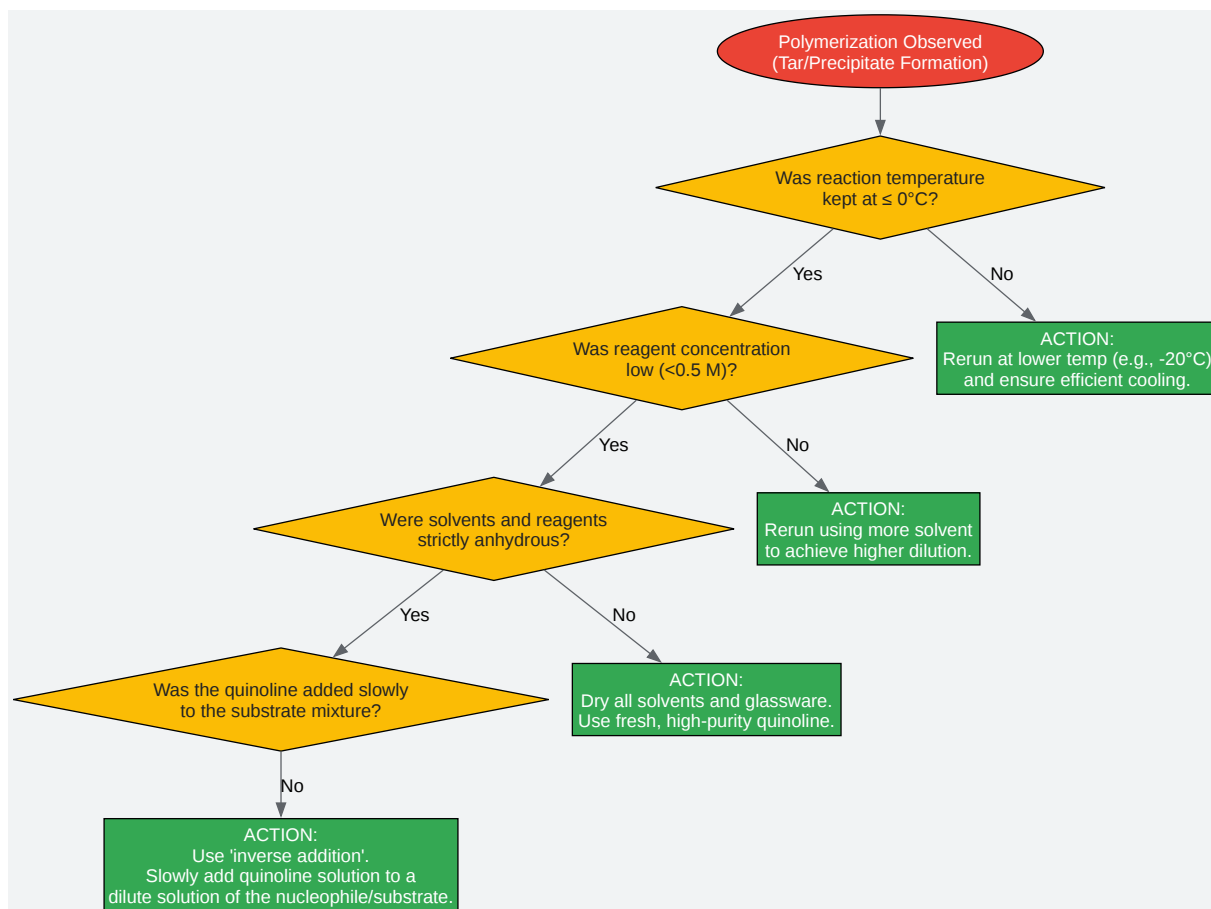 Polymerization Observed
(Tar/Precipitate Formation)
Was reaction temperature
kept at ≤ 0°C?
Yes
No
Was reagent concentration
low (<0.5 M)?
ACTION:
Rerun at lower temp (e.g., -20°C)
and ensure efficient cooling.
Yes
No
Were solvents and reagents
strictly anhydrous?
ACTION:
Rerun using more solvent
to achieve higher dilution.
Yes
No
Was the quinoline added slowly
to the substrate mixture?
ACTION:
Dry all solvents and glassware.
Use fresh, high-purity quinoline.
No
ACTION:
Use 'inverse addition'.
Slowly add quinoline solution to a
dilute solution of the nucleophile/substrate.